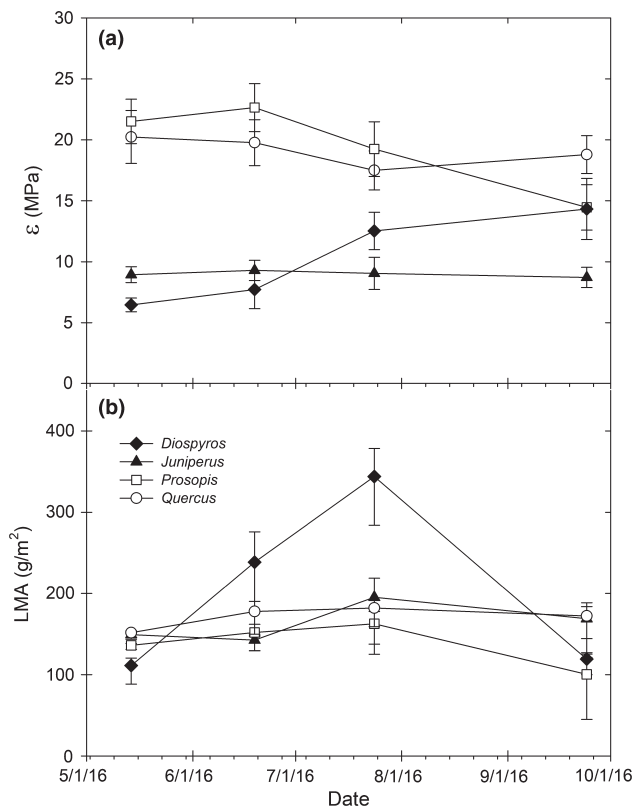 (a)
30
25
20
15
10
5
0
ε (MPa)
(b)
Diospyros
Juniperus
Prosopis
Quercus
400
300
200
100
0
LMA (g/m²)
5/1/16 6/1/16 7/1/16 8/1/16 9/1/16 10/1/16
Date